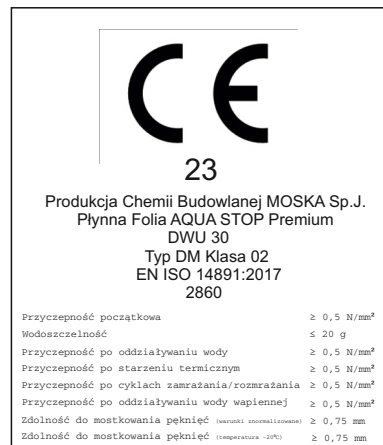 CE
23
Produkcja Chemii Budowlanej MOSKA Sp.J.
Płynna Folia AQUA STOP Premium
DWU 30
Typ DM Klasa 02
EN ISO 14891:2017
2860
Przyczepność początkowa ≥ 0,5 N/mm²
Wodoszczelność ≤ 20 g
Przyczepność po oddziaływaniu wody ≥ 0,5 N/mm²
Przyczepność po starzeniu termicznym ≥ 0,5 N/mm²
Przyczepność po cyklach zamrażania/rozmrażania ≥ 0,5 N/mm²
Przyczepność po oddziaływaniu wody wapiennej ≥ 0,5 N/mm²
Zdolność do mostkowania pęknięć (warunki znormalizowane) ≥ 0,75 mm
Zdolność do mostkowania pęknięć (temperatura -20°C) ≥ 0,75 mm